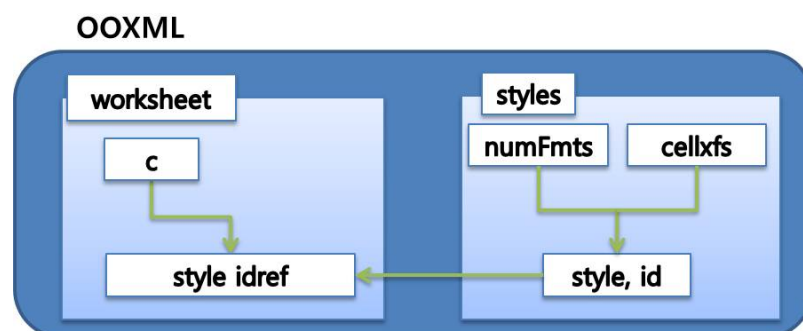 OOXML
worksheet
styles
c
numFmts
cellxfs
style idref
style, id